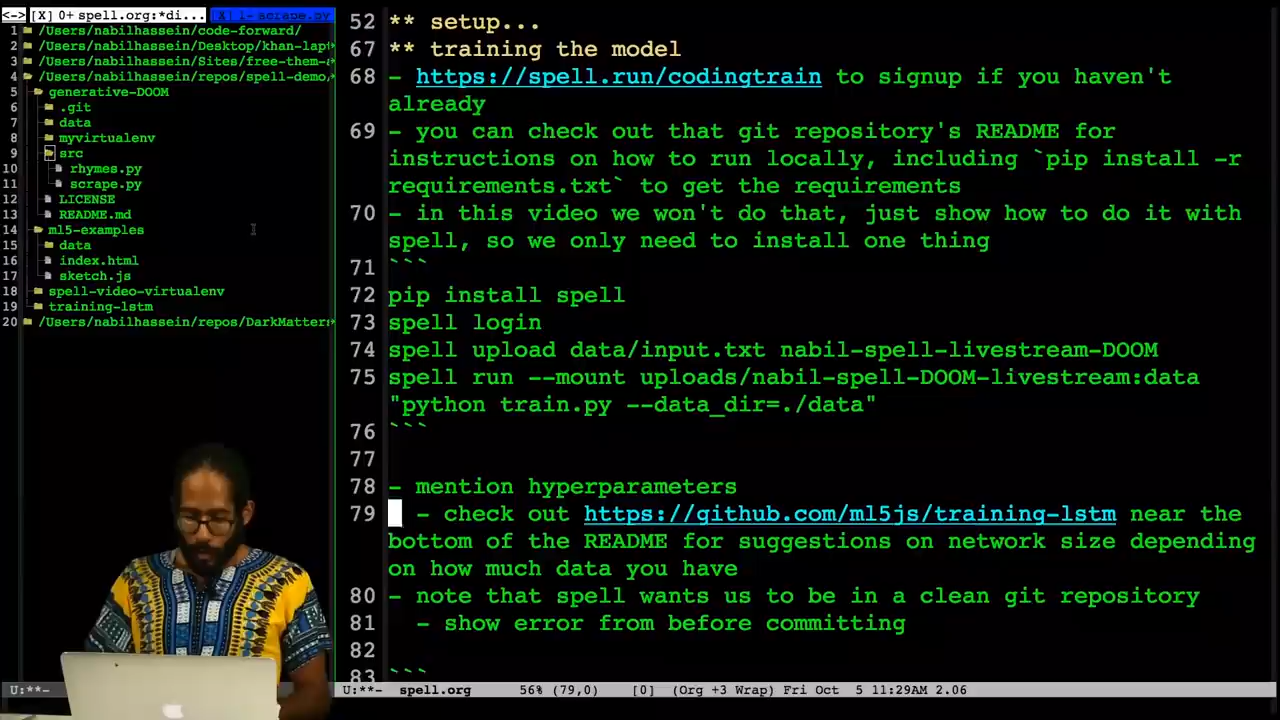 <-> [X] 0+ spell.org:*di... [X] 1- scrape.py
1 /Users/nabilhassein/code-forward/
2 /Users/nabilhassein/Desktop/khan-lap
3 /Users/nabilhassein/Sites/free-them-a
4 /Users/nabilhassein/repos/spell-demo/
5 generative-DOOM
6 .git
7 data
8 myvirtualenv
9 src
10 rhymes.py
11 scrape.py
12 LICENSE
13 README.md
14 ml5-examples
15 data
16 index.html
17 sketch.js
18 spell-video-virtualenv
19 training-lstm
20 /Users/nabilhassein/repos/DarkMatters
U:**-
52 ** setup...
67 ** training the model
68 - https://spell.run/codingtrain to signup if you haven't
already
69 - you can check out that git repository's README for
instructions on how to run locally, including `pip install -r
requirements.txt` to get the requirements
70 - in this video we won't do that, just show how to do it with
spell, so we only need to install one thing
71 ```
72 pip install spell
73 spell login
74 spell upload data/input.txt nabil-spell-livestream-DOOM
75 spell run --mount uploads/nabil-spell-DOOM-livestream:data
"python train.py --data_dir=./data"
76 ```
77
78 - mention hyperparameters
79 - check out https://github.com/ml5js/training-lstm near the
bottom of the README for suggestions on network size depending
on how much data you have
80 - note that spell wants us to be in a clean git repository
81 - show error from before committing
82
83 ```
U:**- spell.org 56% (79,0) [0] (Org +3 Wrap) Fri Oct 5 11:29AM 2.06